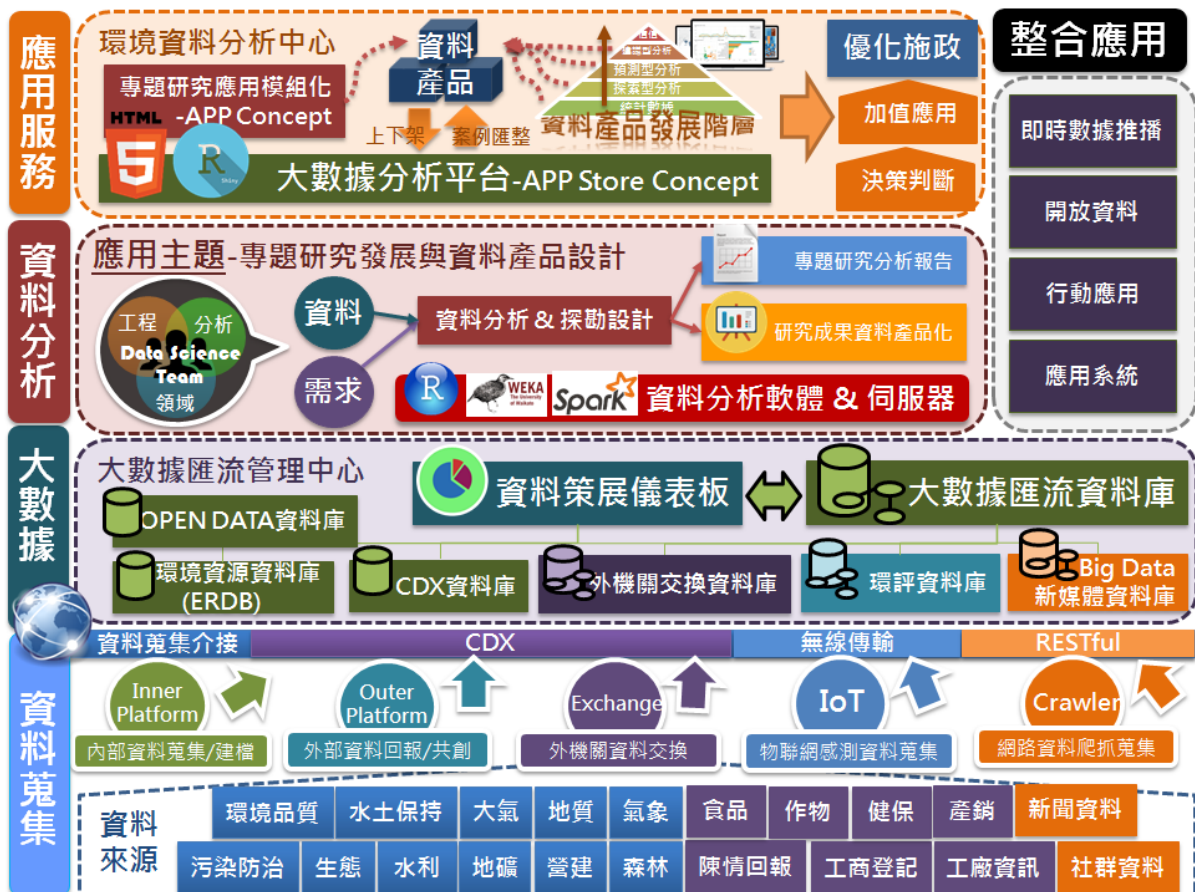 應用服務
環境資料分析中心
專題研究應用模組化
-APP Concept
HTML
5
R
Shiny
資料
產品
上下架
案例匯整
建議型分析
預測型分析
探索型分析
統計數據
資料產品發展階層
大數據分析平台-APP Store Concept
優化施政
加值應用
決策判斷
整合應用
即時數據推播
開放資料
行動應用
應用系統
資料分析
應用主題-專題研究發展與資料產品設計
工程
分析
Data Science
Team
領域
資料
需求
資料分析 & 探勘設計
專題研究分析報告
研究成果資料產品化
R
WEKA
The University
of Waikato
Spark
資料分析軟體 & 伺服器
大數據
大數據匯流管理中心
資料策展儀表板
大數據匯流資料庫
OPEN DATA資料庫
環境資源資料庫
(ERDB)
CDX資料庫
外機關交換資料庫
環評資料庫
Big Data
新媒體資料庫
資料蒐集
資料蒐集介接
CDX
無線傳輸
RESTful
Inner
Platform
Outer
Platform
Exchange
IoT
Crawler
內部資料蒐集/建檔
外部資料回報/共創
外機關資料交換
物聯網感測資料蒐集
網路資料爬抓蒐集
資料
來源
環境品質
水土保持
大氣
地質
氣象
食品
作物
健保
產銷
新聞資料
污染防治
生態
水利
地礦
營建
森林
陳情回報
工商登記
工廠資訊
社群資料